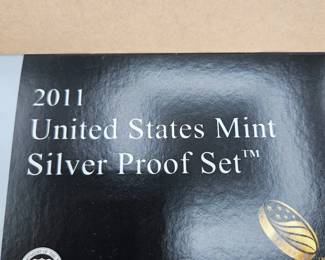 2011
United States Mint
Silver Proof Set™